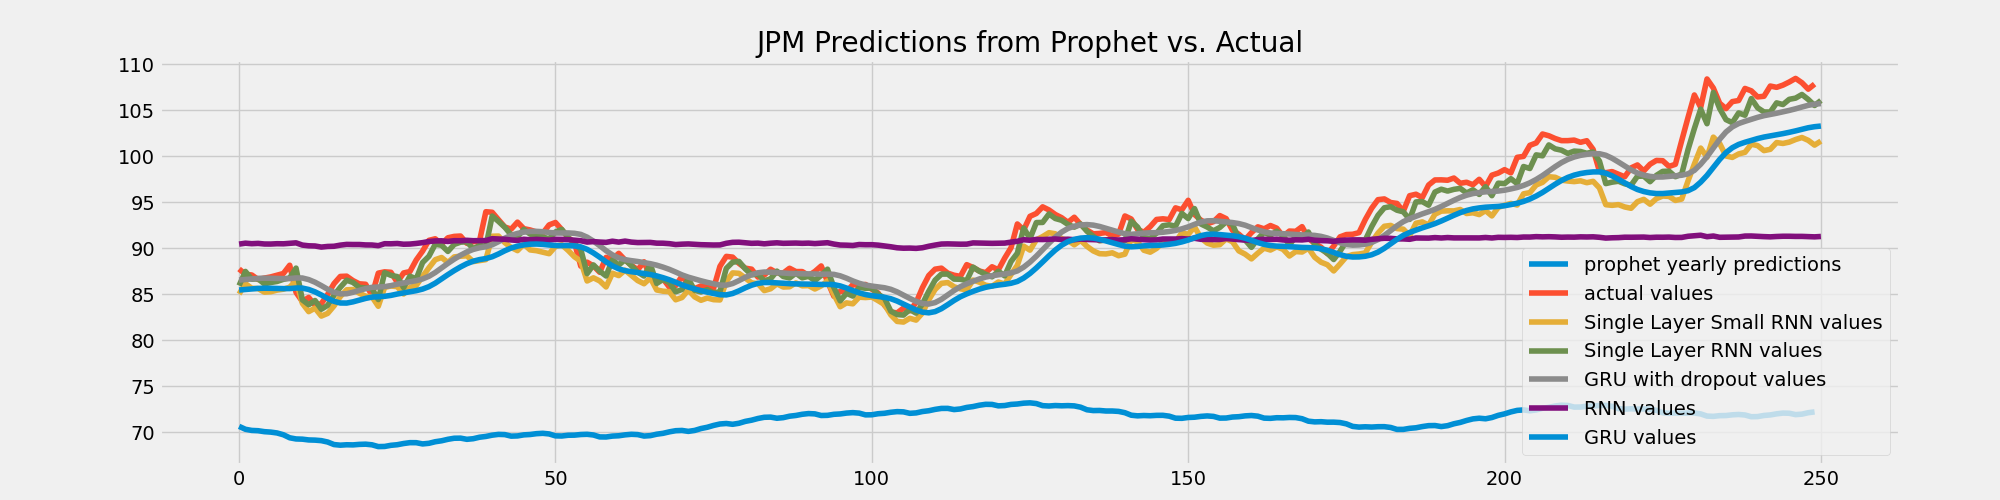 JPM Predictions from Prophet vs. Actual
110
105
100
95
90
85
80
75
70
prophet yearly predictions
actual values
Single Layer Small RNN values
Single Layer RNN values
GRU with dropout values
RNN values
GRU values
0 50 100 150 200 250